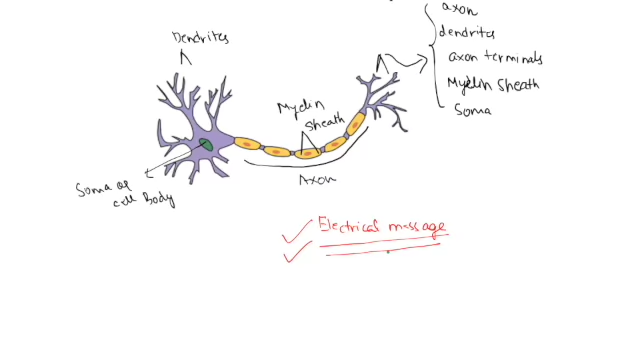 axon
dendrites
axon terminals
Myelin Sheath
Soma
Dendrites
Myelin
Sheath
Axon
Soma or
cell Body
Electrical message